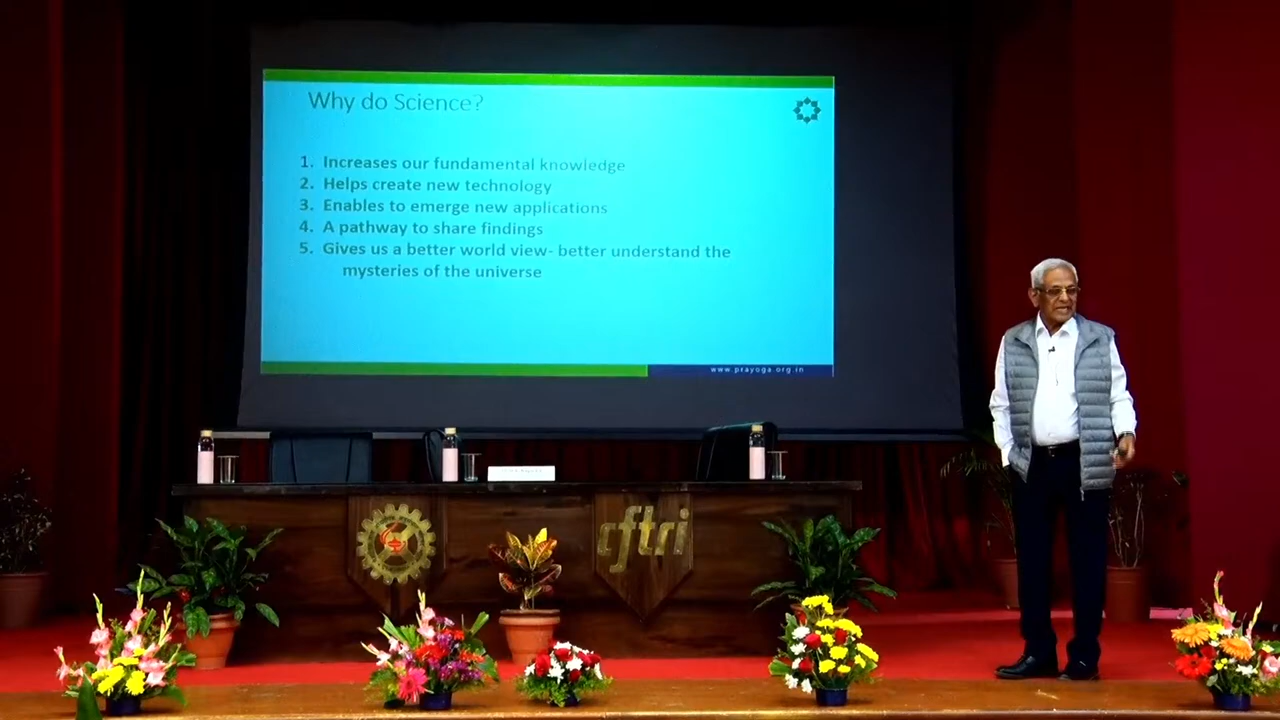 Why do Science?
1. Increases our fundamental knowledge
2. Helps create new technology
3. Enables to emerge new applications
4. A pathway to share findings
5. Gives us a better world view- better understand the
mysteries of the universe
www.prayoga.org.in
cftri